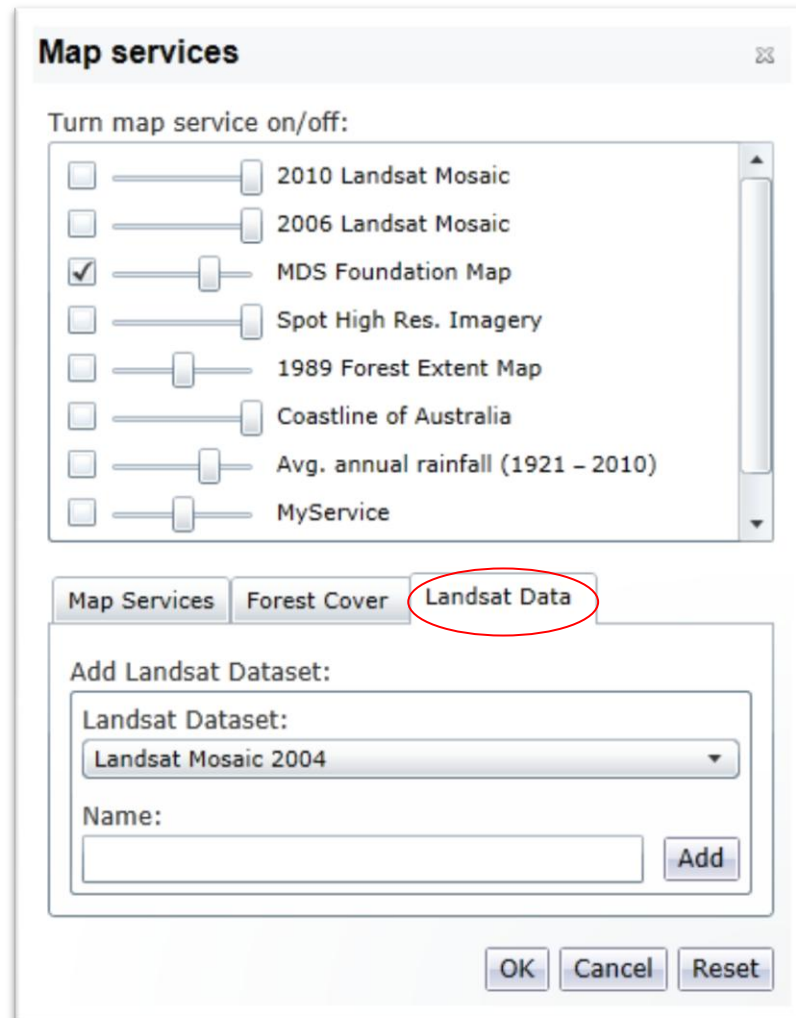 Map services
Turn map service on/off:
2010 Landsat Mosaic
2006 Landsat Mosaic
MDS Foundation Map
Spot High Res. Imagery
1989 Forest Extent Map
Coastline of Australia
Avg. annual rainfall (1921 – 2010)
MyService
Map Services Forest Cover Landsat Data
Add Landsat Dataset:
Landsat Dataset:
Landsat Mosaic 2004
Name:
Add
OK Cancel Reset